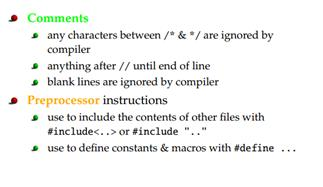 Comments
any characters between /* & */ are ignored by
compiler
anything after // until end of line
blank lines are ignored by compiler
Preprocessor instructions
use to include the contents of other files with
#include<..> or #include ".."
use to define constants & macros with #define ...